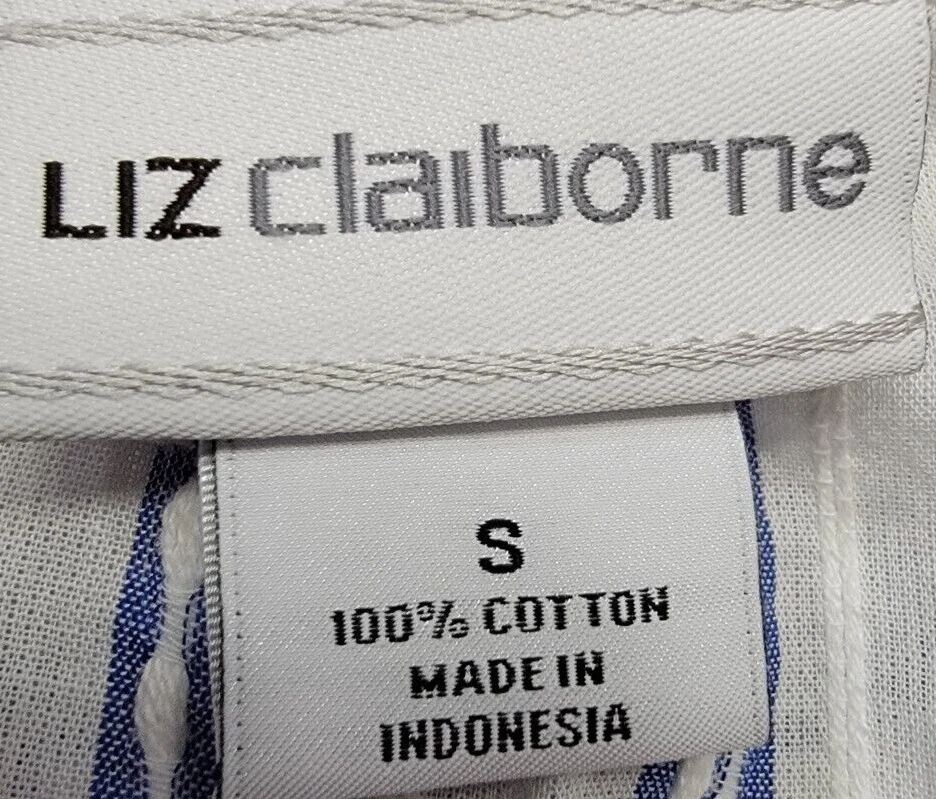 LIZ claiborne
S
100% COTTON
MADE IN
INDONESIA